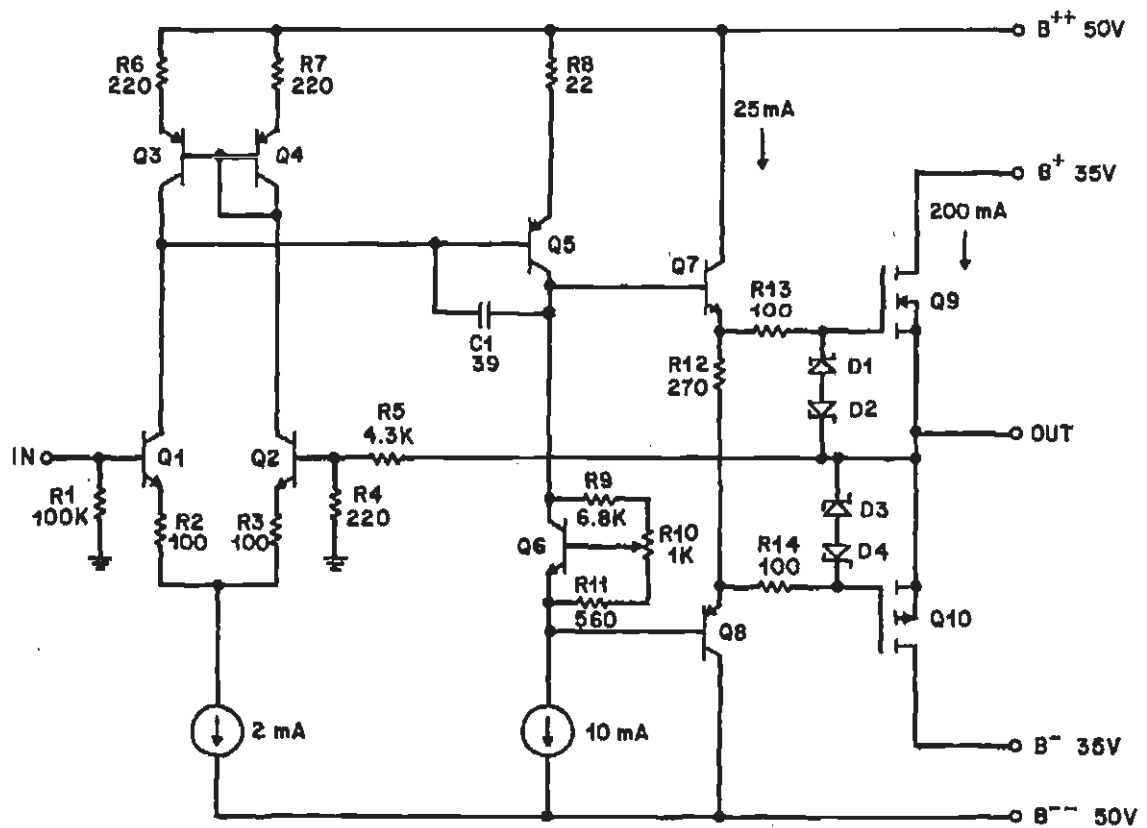 B++ 50V
R6
220
R7
220
R8
22
25mA
B+ 35V
200 mA
Q3
Q4
Q5
Q7
R13
100
Q9
C1
39
R12
270
D1
D2
R5
4.3K
OUT
IN
Q1
Q2
R1
100K
R2
100
R3
100
R4
220
R9
6.8K
Q6
R10
1K
R14
100
D3
D4
R11
560
Q8
Q10
2 mA
10 mA
B- 35V
B-- 50V